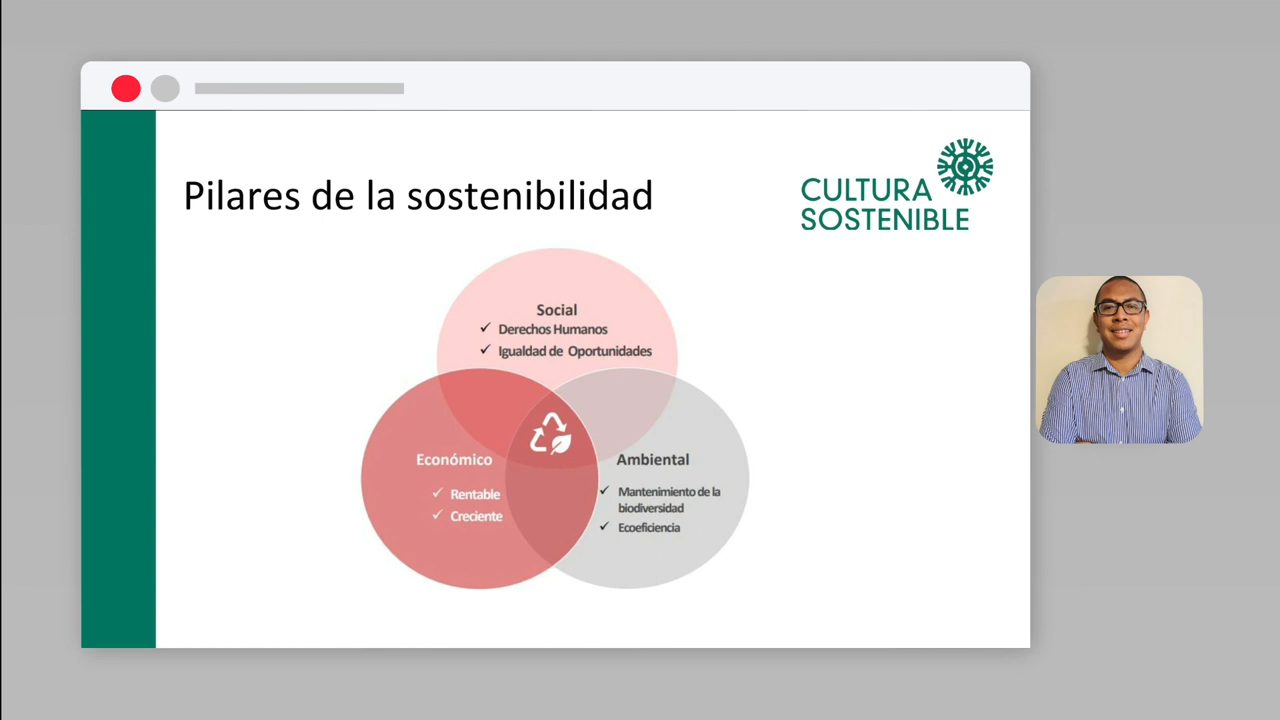 Pilares de la sostenibilidad
CULTURA
SOSTENIBLE
Social
✓ Derechos Humanos
✓ Igualdad de Oportunidades
Económico
✓ Rentable
✓ Creciente
Ambiental
✓ Mantenimiento de la
biodiversidad
✓ Ecoeficiencia